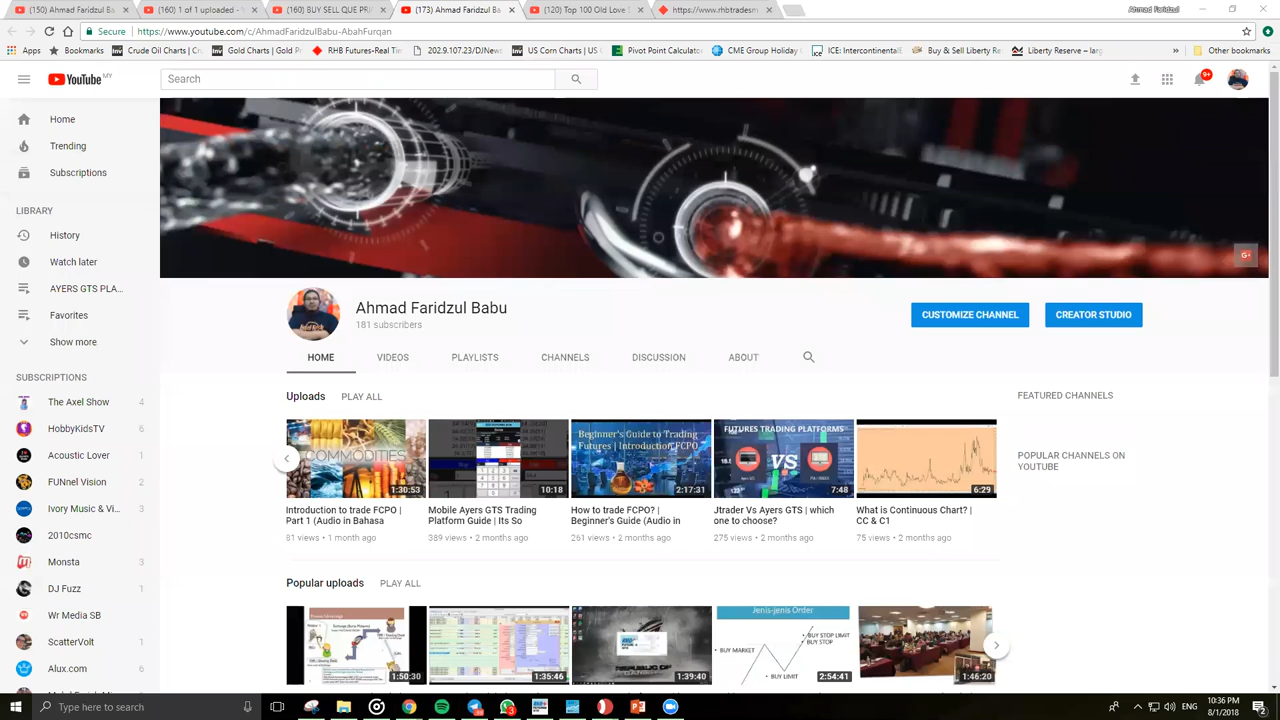 (150) Ahmad Faridzul Ba
(160) 1 of 1 uploaded - Y
(160) BUY SELL QUE PRI
(173) Ahmad Faridzul Ba
(120) Top 100 Old Love
https://www.rhbtradesm
Ahmad Faridzul
https://www.youtube.com/c/AhmadFaridzulBabu-AbahFurqan
Apps
Bookmarks
Crude Oil Charts | Cr
Gold Charts | Gold P
RHB Futures-Real Tim
202.9.107.23/DJNews
US Coffee Charts | US C
Pivot Point Calculator
CME Group Holiday C
ICE: IntercontinentalE
Buy & Sell Liberty Re
Liberty Reserve – larg
»
Other bookmarks
YouTube MY
Search
9+
Home
Trending
Subscriptions
LIBRARY
History
Watch later
AYERS GTS PLA...
Favorites
Show more
SUBSCRIPTIONS
The Axel Show 4
HobbyKidsTV 6
Acoustic Lover 1
FUNnel Vision 2
Ivory Music & Vi... 3
2010csmc
Monsta 3
DJ Fuzz 1
Wr Media SB
SoccerVidd 1
Alux.com 6
G+
Ahmad Faridzul Babu
181 subscribers
CUSTOMIZE CHANNEL
CREATOR STUDIO
HOME VIDEOS PLAYLISTS CHANNELS DISCUSSION ABOUT
Uploads PLAY ALL
COMMODITIES
1:30:53
10:18
Beginner's Guide to Trading
Futures | Introduction FCPO
2:17:31
FUTURES TRADING PLATFORMS
VS
7:48
6:29
Introduction to trade FCPO |
Part 1 (Audio in Bahasa
81 views • 1 month ago
Mobile Ayers GTS Trading
Platform Guide | Its So
389 views • 2 months ago
How to trade FCPO? |
Beginner's Guide (Audio in
261 views • 2 months ago
Jtrader Vs Ayers GTS | which
one to choose?
275 views • 2 months ago
What is Continuous Chart? |
CC & C1
75 views • 2 months ago
FEATURED CHANNELS
POPULAR CHANNELS ON
YOUTUBE
Popular uploads PLAY ALL
1:50:30
1:35:46
1:39:40
Jenis-jenis Order
BUY STOP LIMIT
BUY STOP
BUY MARKET
BUY LIMIT
2:54:41
1:46:20
Type here to search
ENG
10:36 PM
8/1/2018